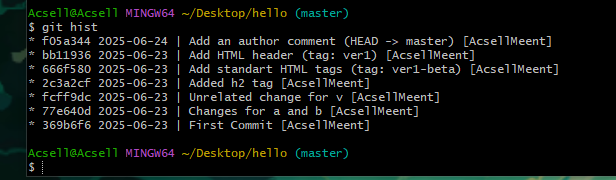 Acsell@Acsell MINGW64 ~/Desktop/hello (master)
$ git hist
* f05a344 2025-06-24 | Add an author comment (HEAD -> master) [AcsellMeent]
* bb11936 2025-06-23 | Add HTML header (tag: ver1) [AcsellMeent]
* 666f580 2025-06-23 | Add standart HTML tags (tag: ver1-beta) [AcsellMeent]
* 2c3a2cf 2025-06-23 | Added h2 tag [AcsellMeent]
* fcff9dc 2025-06-23 | Unrelated change for v [AcsellMeent]
* 77e640d 2025-06-23 | Changes for a and b [AcsellMeent]
* 369b6f6 2025-06-23 | First Commit [AcsellMeent]
Acsell@Acsell MINGW64 ~/Desktop/hello (master)
$